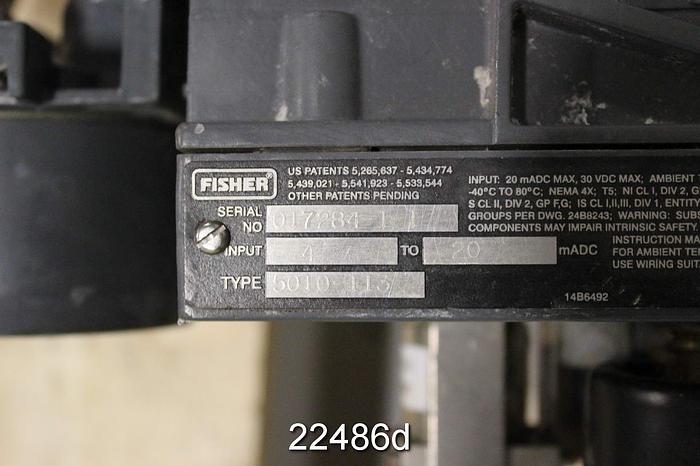 FISHER
US PATENTS 5,265,637 - 5,434,774
5,439,021 - 5,541,923 - 5,533,544
OTHER PATENTS PENDING
SERIAL NO 017284 1
INPUT 4 TO 20 mADC
TYPE 5010 113
INPUT: 20 mADC MAX, 30 VDC MAX; AMBIENT
-40°C TO 80°C; NEMA 4X; T5; NI CL I, DIV 2,
S CL II, DIV 2, GP F,G; IS CL I,II,III, DIV 1, ENTITY
GROUPS PER DWG. 24B8243; WARNING:
COMPONENTS MAY IMPAIR INTRINSIC SAFETY.
INSTRUCTION
FOR AMBIENT
USE WIRING
14B6492
22486d